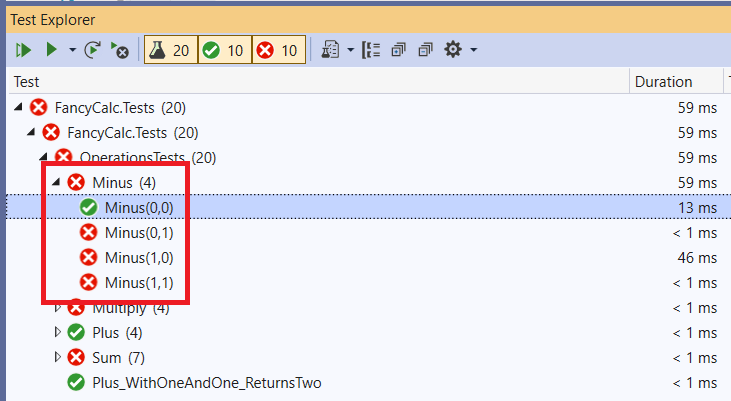 Test Explorer
20 10 10
Test Duration
FancyCalc.Tests (20) 59 ms
FancyCalc.Tests (20) 59 ms
OperationsTests (20) 59 ms
Minus (4) 59 ms
Minus(0,0) 13 ms
Minus(0,1) < 1 ms
Minus(1,0) 46 ms
Minus(1,1) < 1 ms
Multiply (4) < 1 ms
Plus (4) < 1 ms
Sum (7) < 1 ms
Plus_WithOneAndOne_ReturnsTwo < 1 ms